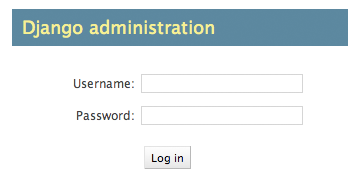 Django administration
Username:
Password:
Log in